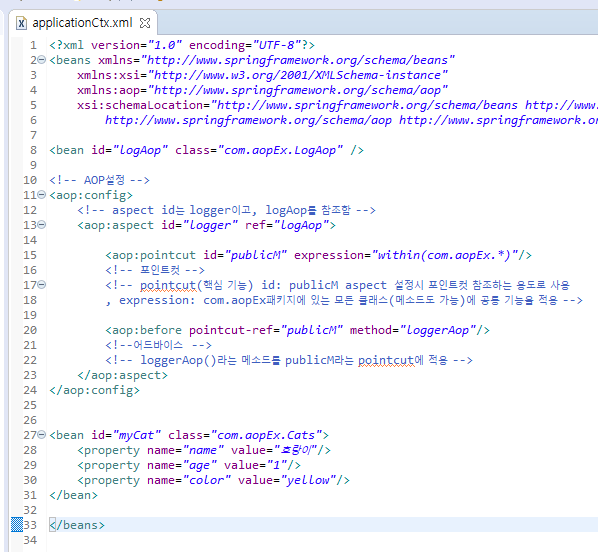 applicationCtx.xml
1 <?xml version="1.0" encoding="UTF-8"?>
2 <beans xmlns="http://www.springframework.org/schema/beans"
3 xmlns:xsi="http://www.w3.org/2001/XMLSchema-instance"
4 xmlns:aop="http://www.springframework.org/schema/aop"
5 xsi:schemaLocation="http://www.springframework.org/schema/beans http://www.
6 http://www.springframework.org/schema/aop http://www.springframework.or
7
8 <bean id="logAop" class="com.aopEx.LogAop" />
9
10 <!-- AOP설정 -->
11 <aop:config>
12 <!-- aspect id는 logger이고, logAop를 참조함 -->
13 <aop:aspect id="logger" ref="logAop">
14
15 <aop:pointcut id="publicM" expression="within(com.aopEx.*)"/>
16 <!-- 포인트컷 -->
17 <!-- pointcut(핵심 기능) id: publicM aspect 설정시 포인트컷 참조하는 용도로 사용
18 , expression: com.aopEx패키지에 있는 모든 클래스(메소드도 가능)에 공통 기능을 적용 -->
19
20 <aop:before pointcut-ref="publicM" method="loggerAop"/>
21 <!--어드바이스 -->
22 <!-- loggerAop()라는 메소드를 publicM라는 pointcut에 적용 -->
23 </aop:aspect>
24 </aop:config>
25
26
27 <bean id="myCat" class="com.aopEx.Cats">
28 <property name="name" value="호랑이"/>
29 <property name="age" value="1"/>
30 <property name="color" value="yellow"/>
31 </bean>
32
33 </beans>
34